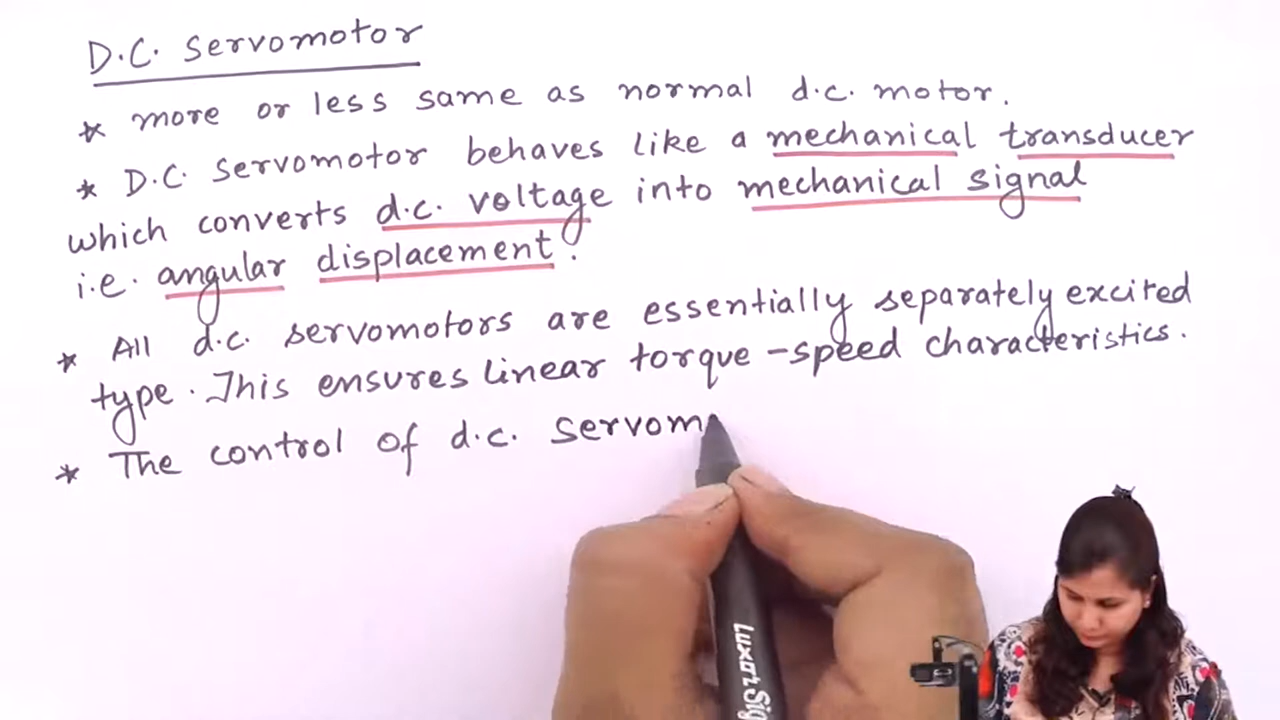 D.C. servomotor
* more or less same as normal d.c. motor.
* D.C. servomotor behaves like a mechanical transducer
which converts d.c. voltage into mechanical signal
i.e. angular displacement.
* All d.c. servomotors are essentially separately excited
type. This ensures linear torque-speed characteristics.
* The control of d.c. servom
Luxor Sig